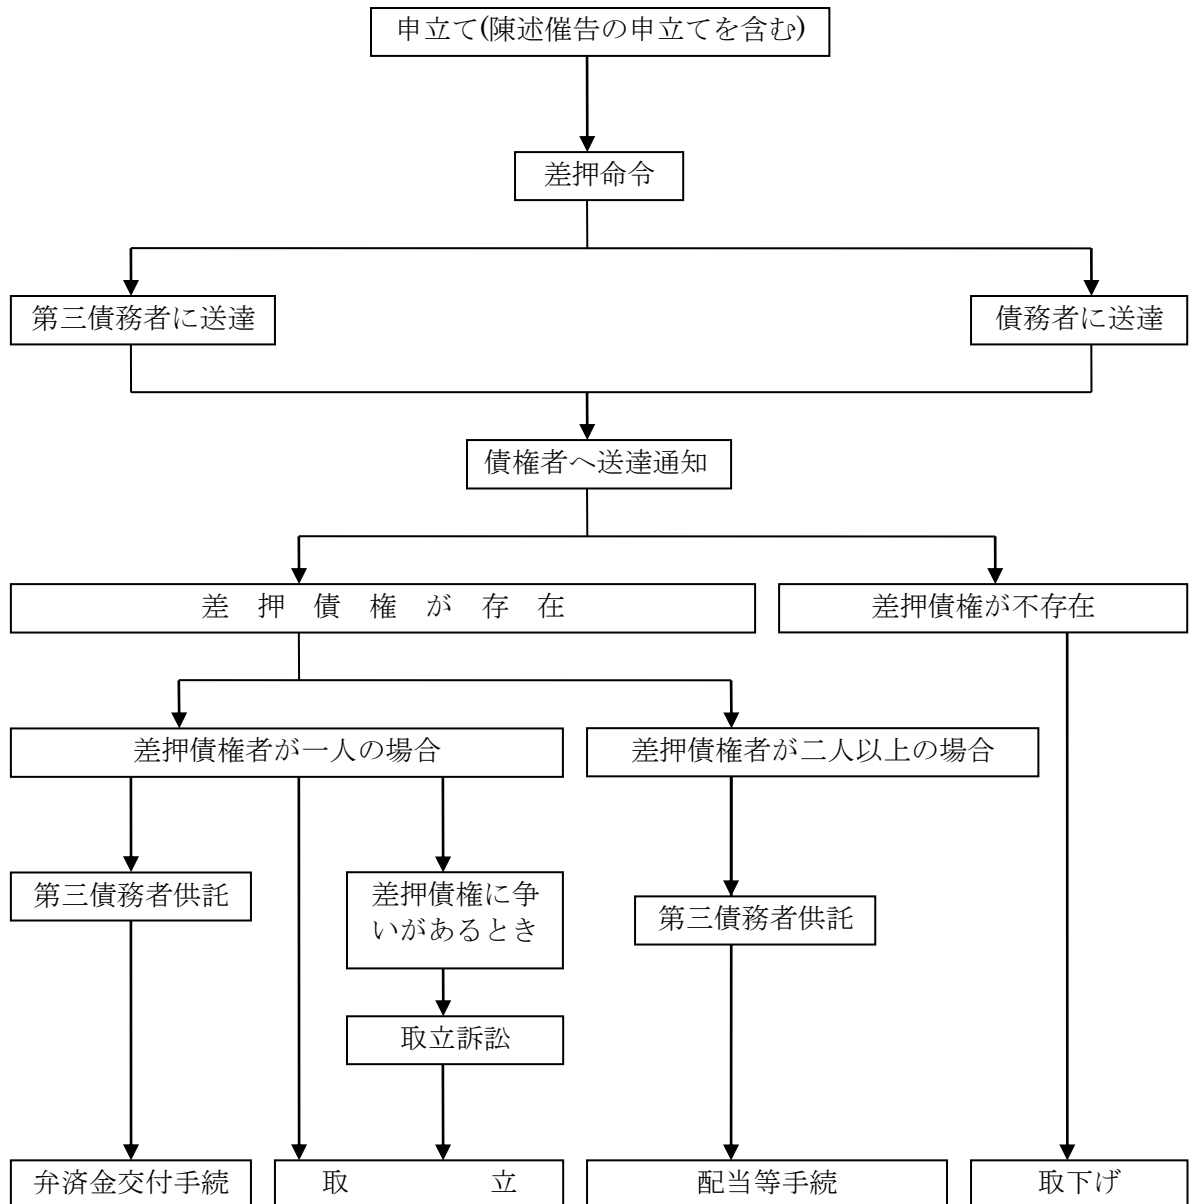 申立て(陳述催告の申立てを含む)
差押命令
第三債務者に送達
債務者に送達
債権者へ送達通知
差　押　債　権　が　存　在
差押債権が不存在
差押債権者が一人の場合
差押債権者が二人以上の場合
第三債務者供託
差押債権に争
いがあるとき
第三債務者供託
取立訴訟
弁済金交付手続
取　　　　　立
配当等手続
取下げ